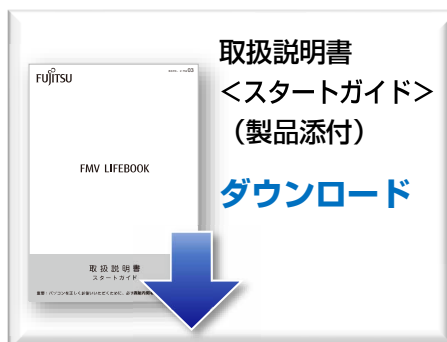 FUJITSU
03
FMV LIFEBOOK
取扱説明書
スタートガイド
取扱説明書
＜スタートガイド＞
（製品添付）
ダウンロード